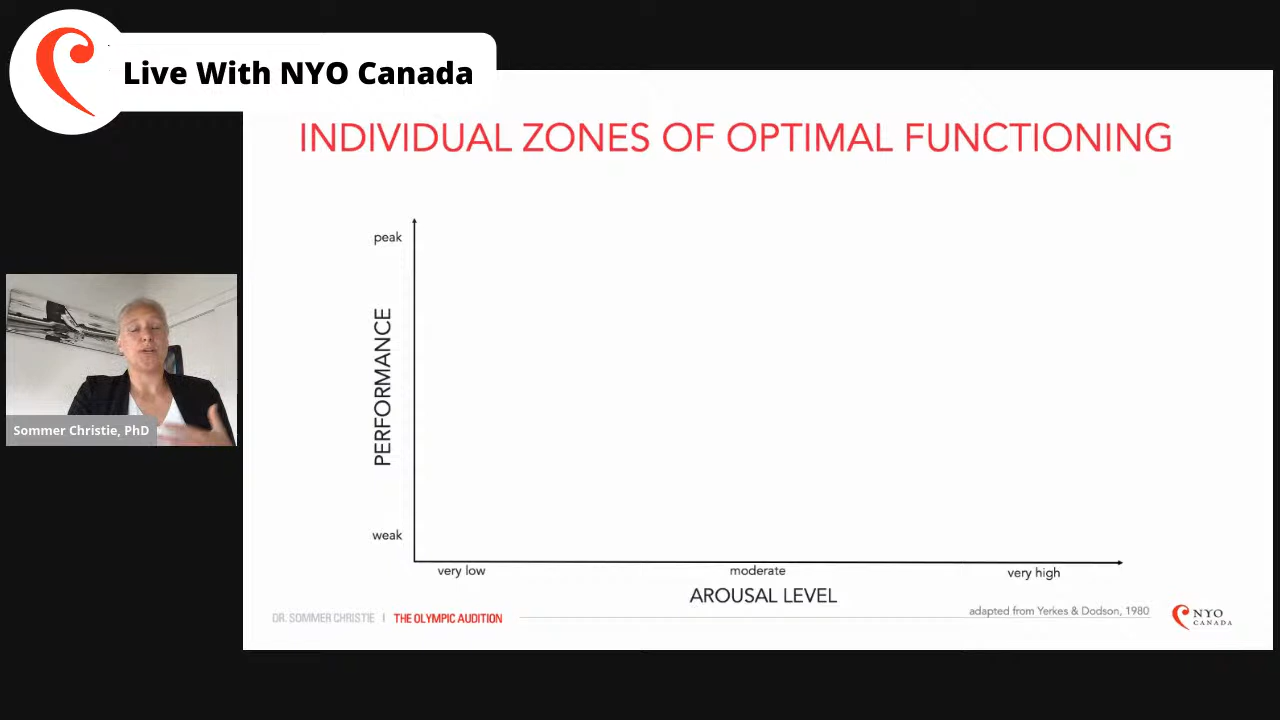 Live With NYO Canada
INDIVIDUAL ZONES OF OPTIMAL FUNCTIONING
peak
PERFORMANCE
weak
very low
moderate
very high
AROUSAL LEVEL
adapted from Yerkes & Dodson, 1980
DR. SOMMER CHRISTIE | THE OLYMPIC AUDITION
NYO
CANADA
Sommer Christie, PhD